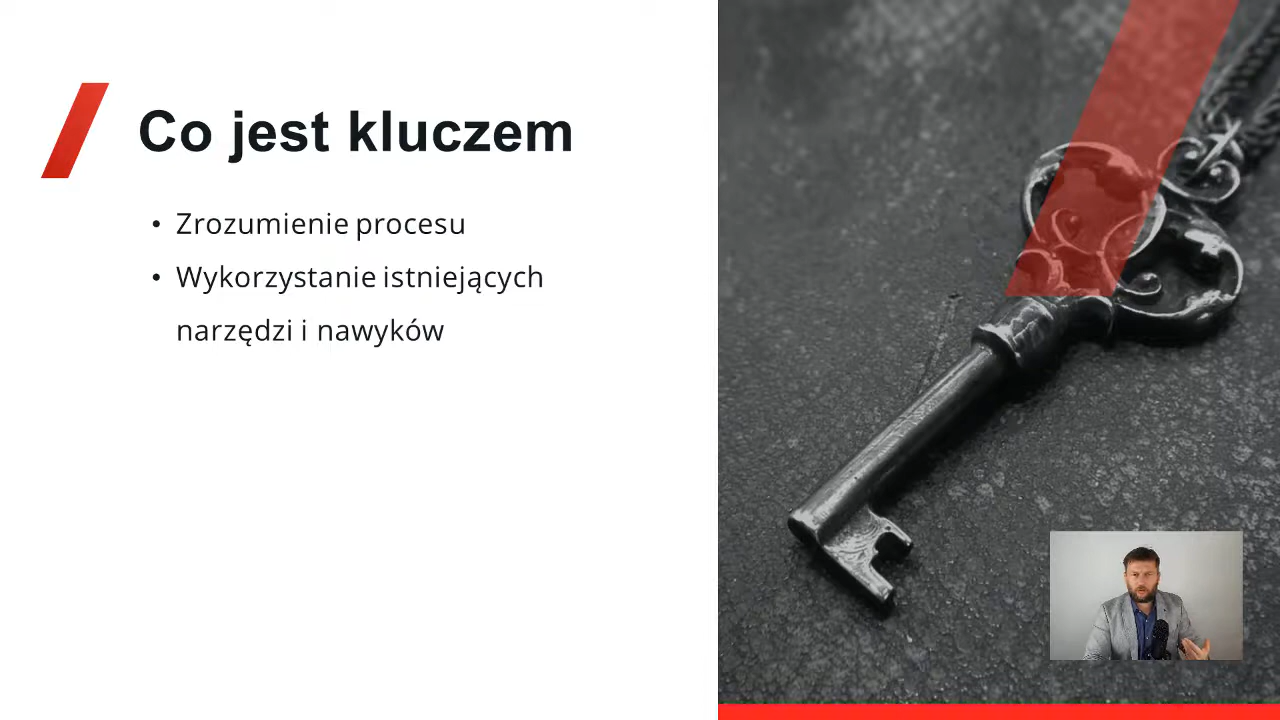 Co jest kluczem
• Zrozumienie procesu
• Wykorzystanie istniejących
narzędzi i nawyków